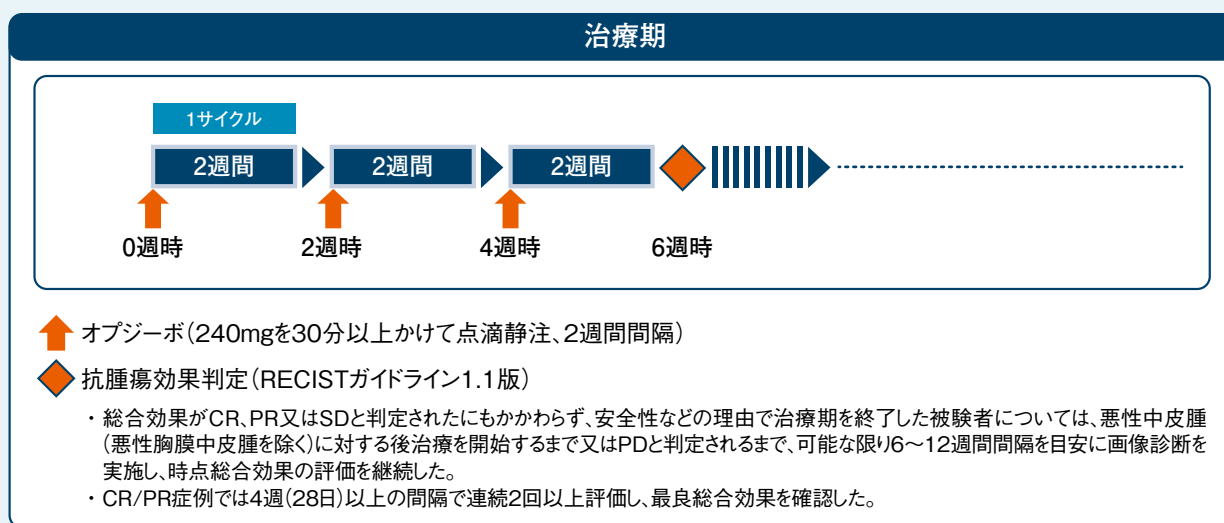 治療期
1サイクル
2週間 2週間 2週間
0週時 2週時 4週時 6週時
オプジーボ（240mgを30分以上かけて点滴静注、2週間間隔）
抗腫瘍効果判定（RECISTガイドライン1.1版）
・総合効果がCR、PR又はSDと判定されたにもかかわらず、安全性などの理由で治療期を終了した被験者については、悪性中皮腫
（悪性胸膜中皮腫を除く）に対する後治療を開始するまで又はPDと判定されるまで、可能な限り6～12週間間隔を目安に画像診断を
実施し、時点総合効果の評価を継続した。
・CR/PR症例では4週（28日）以上の間隔で連続2回以上評価し、最良総合効果を確認した。